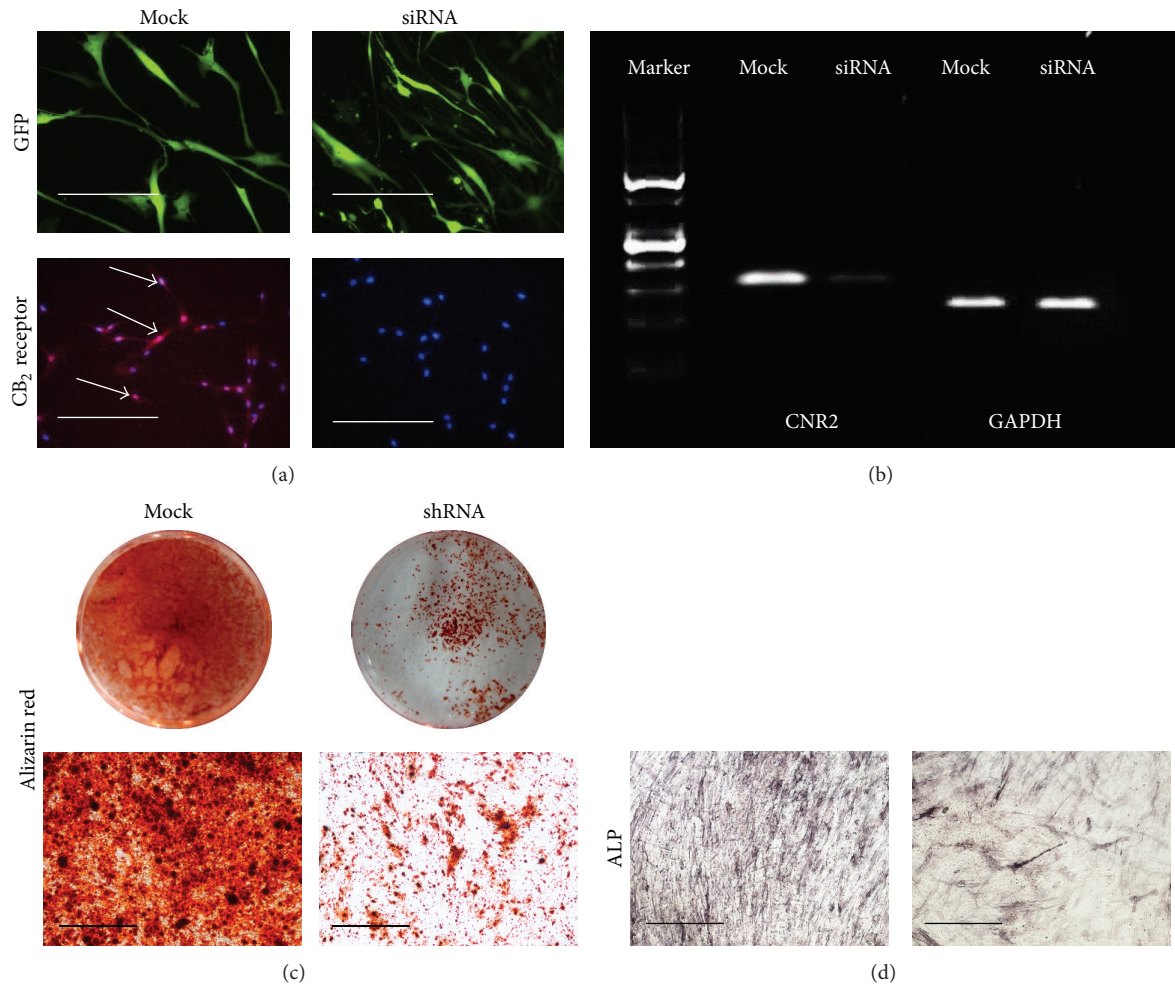 Mock
siRNA
GFP
CB₂ receptor
(a)
Marker
Mock
siRNA
Mock
siRNA
CNR2
GAPDH
(b)
Mock
shRNA
Alizarin red
(c)
ALP
(d)